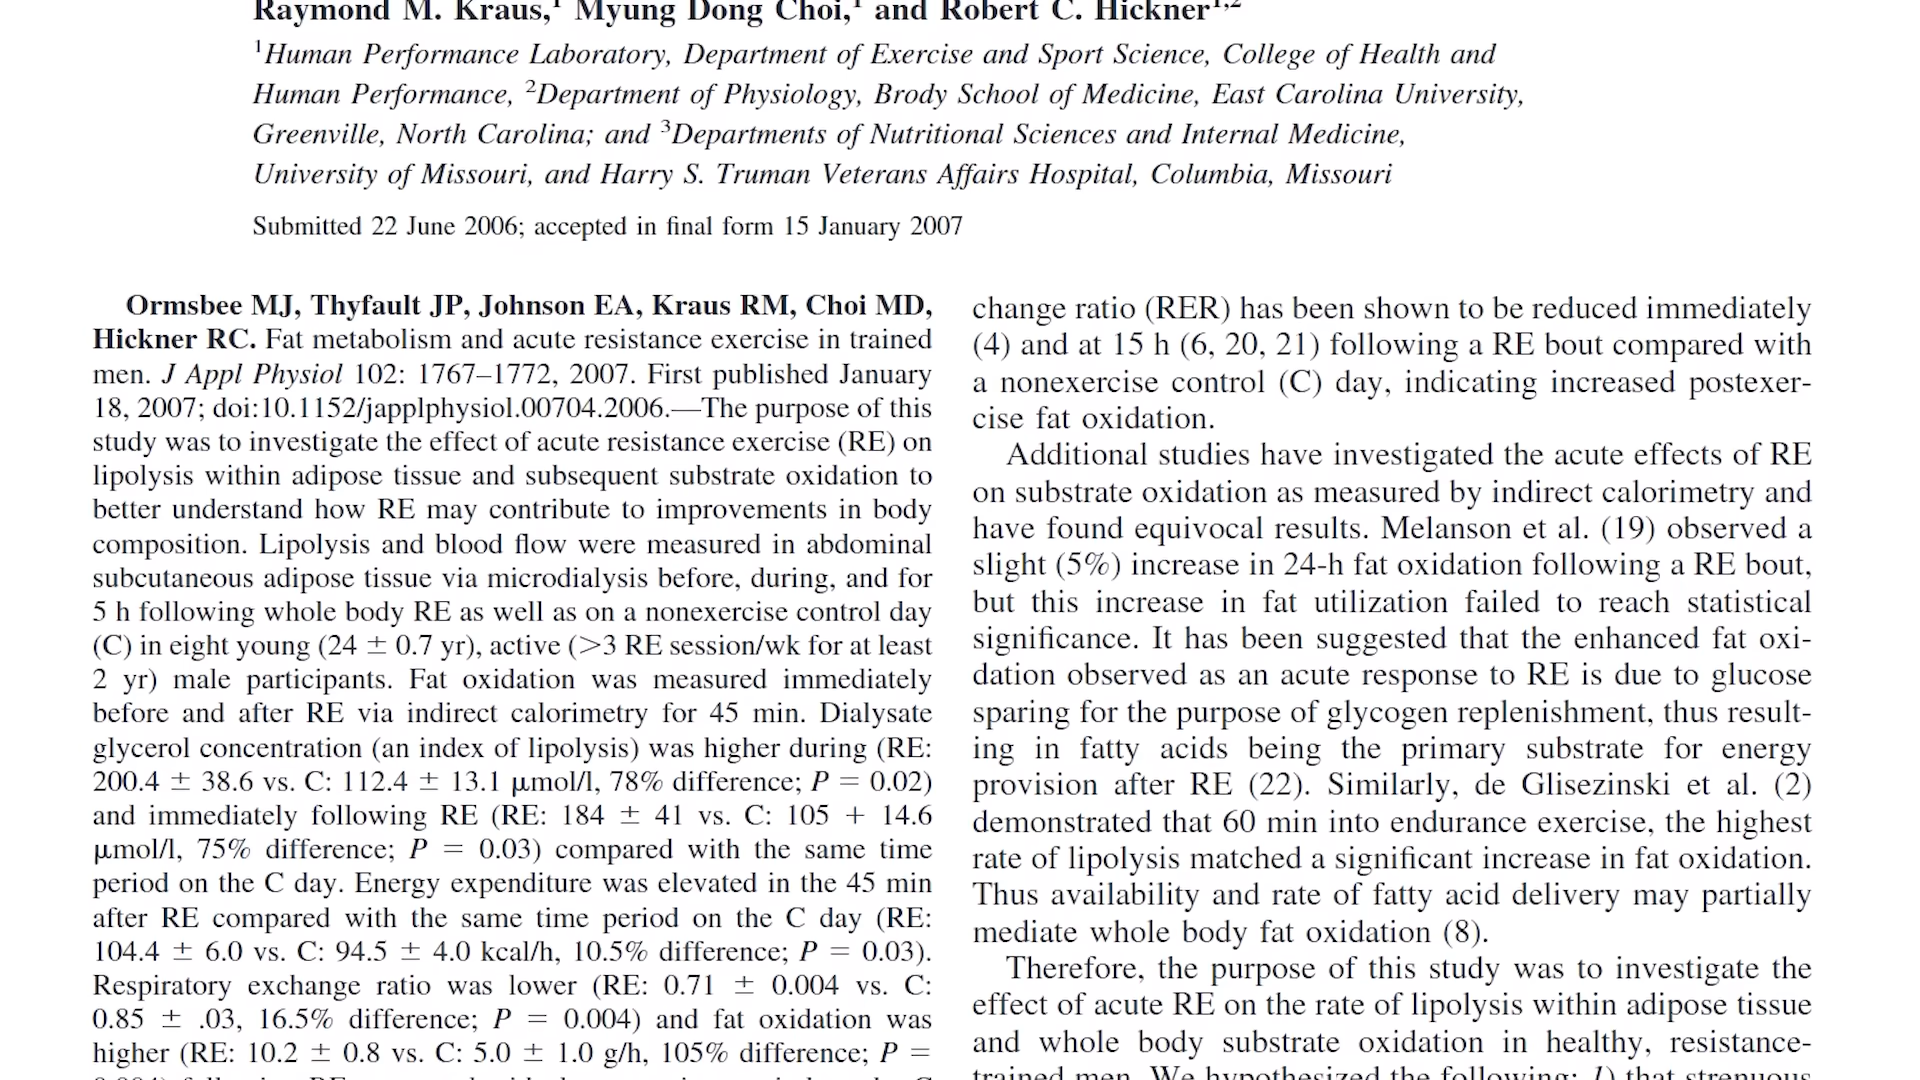 Raymond M. Kraus,¹ Myung Dong Choi,¹ and Robert C. Hickner¹,²
¹Human Performance Laboratory, Department of Exercise and Sport Science, College of Health and
Human Performance, ²Department of Physiology, Brody School of Medicine, East Carolina University,
Greenville, North Carolina; and ³Departments of Nutritional Sciences and Internal Medicine,
University of Missouri, and Harry S. Truman Veterans Affairs Hospital, Columbia, Missouri
Submitted 22 June 2006; accepted in final form 15 January 2007
Ormsbee MJ, Thyfault JP, Johnson EA, Kraus RM, Choi MD,
Hickner RC. Fat metabolism and acute resistance exercise in trained
men. J Appl Physiol 102: 1767–1772, 2007. First published January
18, 2007; doi:10.1152/japplphysiol.00704.2006.—The purpose of this
study was to investigate the effect of acute resistance exercise (RE) on
lipolysis within adipose tissue and subsequent substrate oxidation to
better understand how RE may contribute to improvements in body
composition. Lipolysis and blood flow were measured in abdominal
subcutaneous adipose tissue via microdialysis before, during, and for
5 h following whole body RE as well as on a nonexercise control day
(C) in eight young (24 ± 0.7 yr), active (>3 RE session/wk for at least
2 yr) male participants. Fat oxidation was measured immediately
before and after RE via indirect calorimetry for 45 min. Dialysate
glycerol concentration (an index of lipolysis) was higher during (RE:
200.4 ± 38.6 vs. C: 112.4 ± 13.1 μmol/l, 78% difference; P = 0.02)
and immediately following RE (RE: 184 ± 41 vs. C: 105 + 14.6
μmol/l, 75% difference; P = 0.03) compared with the same time
period on the C day. Energy expenditure was elevated in the 45 min
after RE compared with the same time period on the C day (RE:
104.4 ± 6.0 vs. C: 94.5 ± 4.0 kcal/h, 10.5% difference; P = 0.03).
Respiratory exchange ratio was lower (RE: 0.71 ± 0.004 vs. C:
0.85 ± .03, 16.5% difference; P = 0.004) and fat oxidation was
higher (RE: 10.2 ± 0.8 vs. C: 5.0 ± 1.0 g/h, 105% difference; P =
change ratio (RER) has been shown to be reduced immediately
(4) and at 15 h (6, 20, 21) following a RE bout compared with
a nonexercise control (C) day, indicating increased postexer-
cise fat oxidation.
Additional studies have investigated the acute effects of RE
on substrate oxidation as measured by indirect calorimetry and
have found equivocal results. Melanson et al. (19) observed a
slight (5%) increase in 24-h fat oxidation following a RE bout,
but this increase in fat utilization failed to reach statistical
significance. It has been suggested that the enhanced fat oxi-
dation observed as an acute response to RE is due to glucose
sparing for the purpose of glycogen replenishment, thus result-
ing in fatty acids being the primary substrate for energy
provision after RE (22). Similarly, de Glisezinski et al. (2)
demonstrated that 60 min into endurance exercise, the highest
rate of lipolysis matched a significant increase in fat oxidation.
Thus availability and rate of fatty acid delivery may partially
mediate whole body fat oxidation (8).
Therefore, the purpose of this study was to investigate the
effect of acute RE on the rate of lipolysis within adipose tissue
and whole body substrate oxidation in healthy, resistance-
trained men. We hypothesized the following: 1) that strenuous